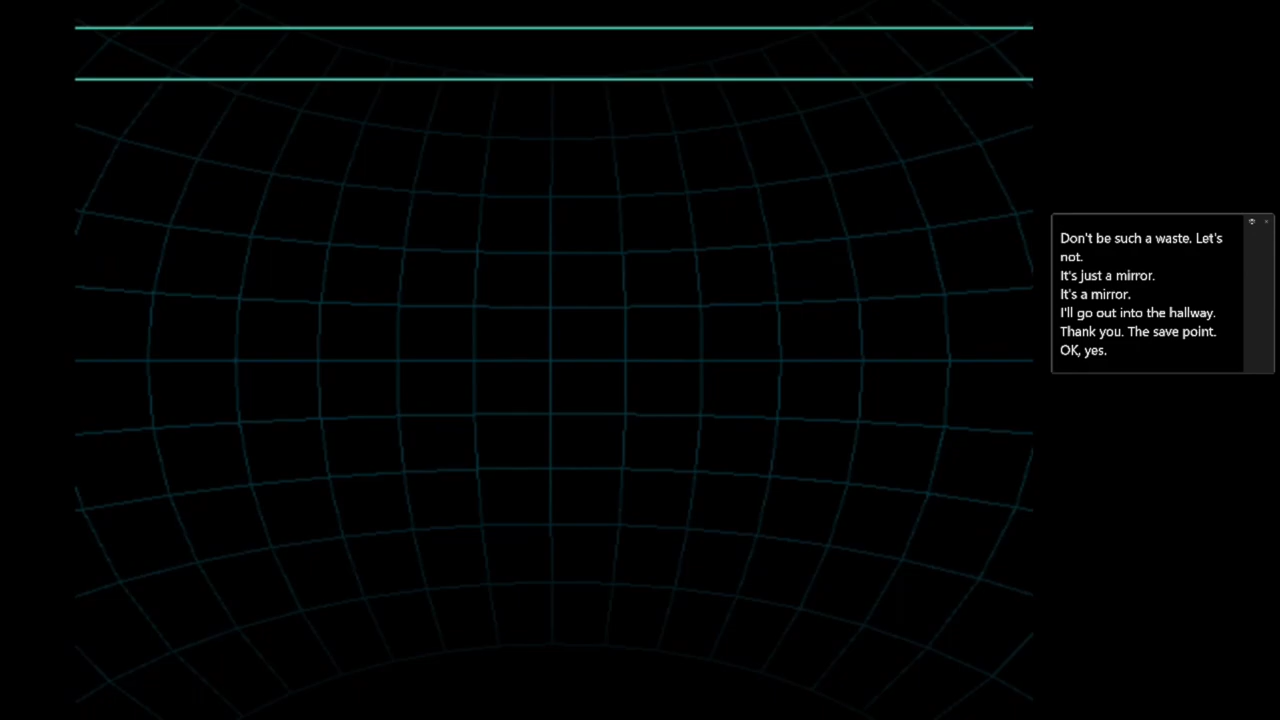 Don't be such a waste. Let's
not.
It's just a mirror.
It's a mirror.
I'll go out into the hallway.
Thank you. The save point.
OK, yes.